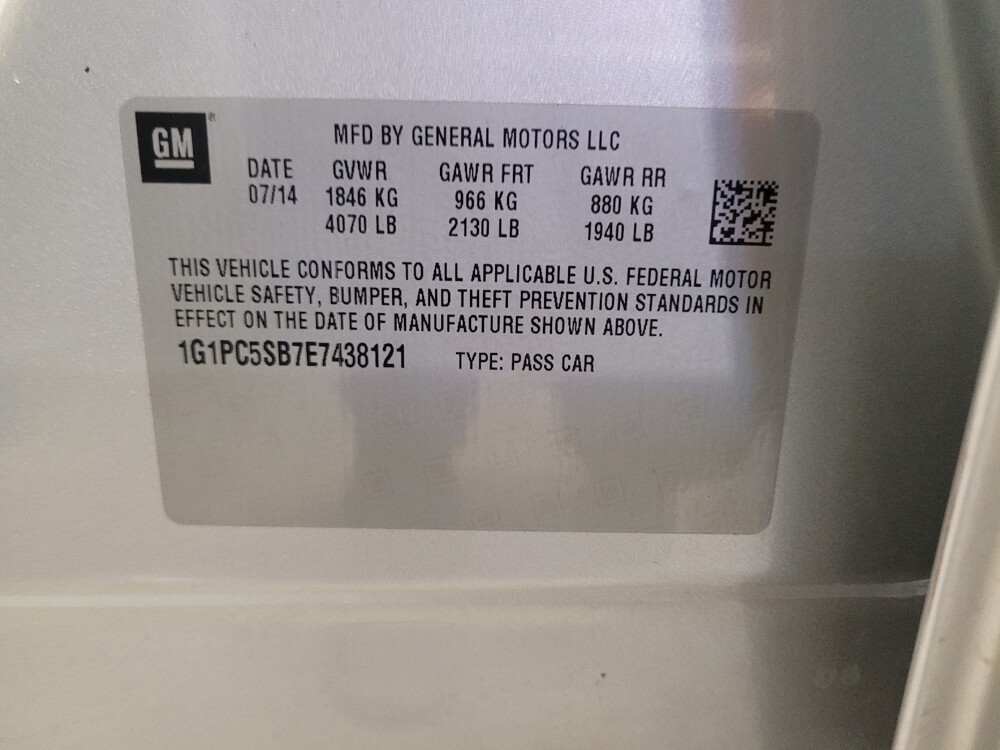 GM
MFD BY GENERAL MOTORS LLC
DATE GVWR GAWR FRT GAWR RR
07/14 1846 KG 966 KG 880 KG
4070 LB 2130 LB 1940 LB
THIS VEHICLE CONFORMS TO ALL APPLICABLE U.S. FEDERAL MOTOR
VEHICLE SAFETY, BUMPER, AND THEFT PREVENTION STANDARDS IN
EFFECT ON THE DATE OF MANUFACTURE SHOWN ABOVE.
1G1PC5SB7E7438121 TYPE: PASS CAR